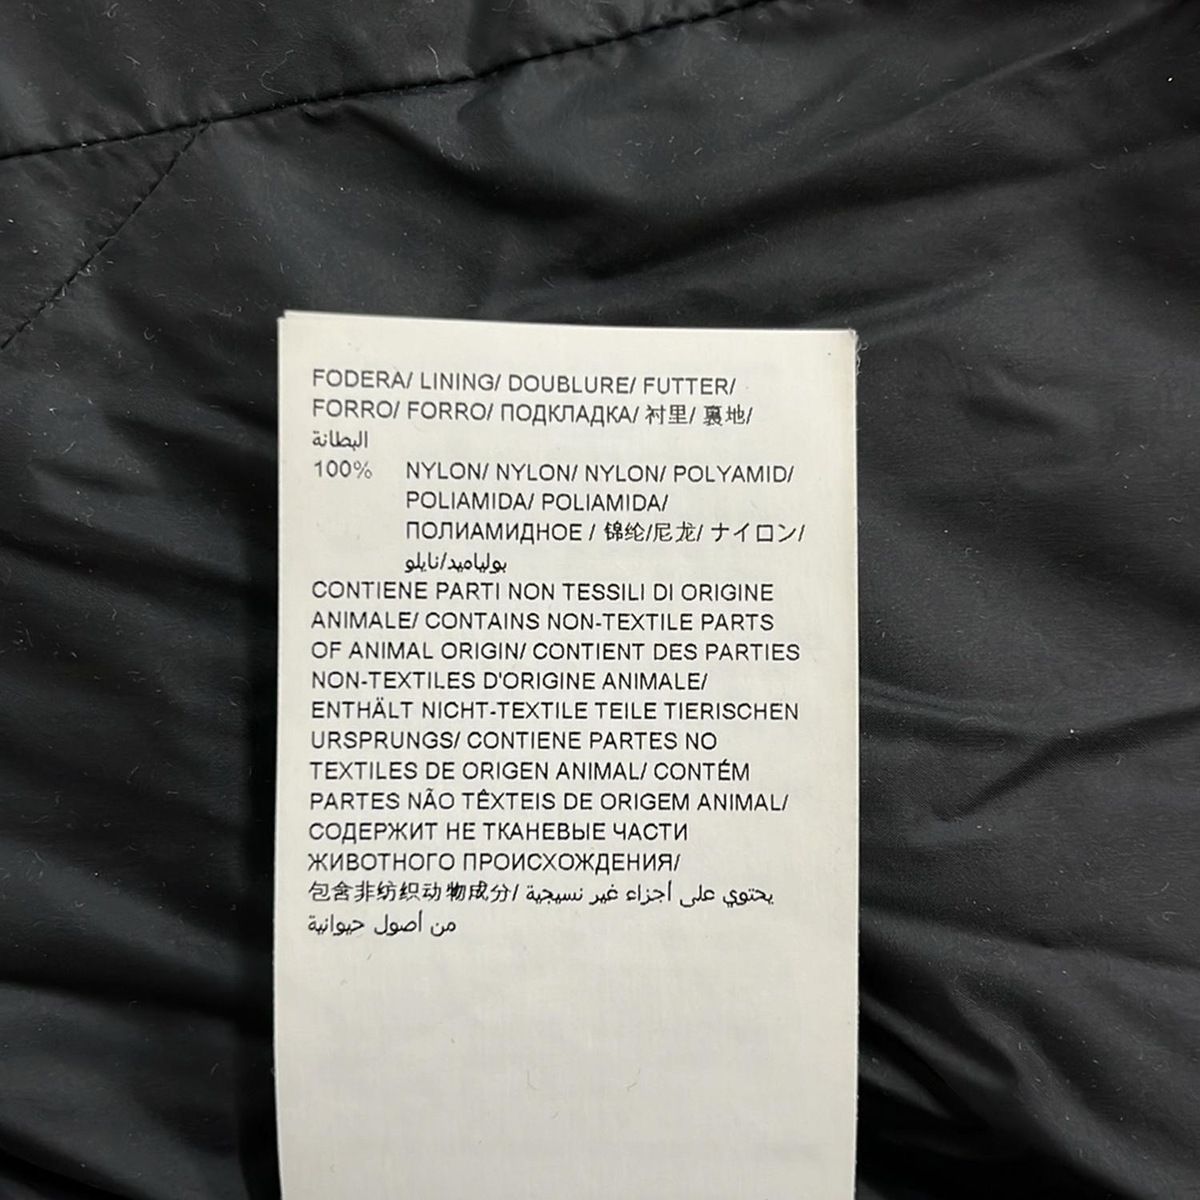 FODERA/ LINING/ DOUBLURE/ FUTTER/
FORRO/ FORRO/ ПОДКЛАДКА/ 衬里/ 裏地/
البطانة
100% NYLON/ NYLON/ NYLON/ POLYAMID/
POLIAMIDA/ POLIAMIDA/
ПОЛИАМИДНОЕ / 锦纶/尼龙/ ナイロン/
بولياميد/نايلو
CONTIENE PARTI NON TESSILI DI ORIGINE
ANIMALE/ CONTAINS NON-TEXTILE PARTS
OF ANIMAL ORIGIN/ CONTIENT DES PARTIES
NON-TEXTILES D'ORIGINE ANIMALE/
ENTHÄLT NICHT-TEXTILE TEILE TIERISCHEN
URSPRUNGS/ CONTIENE PARTES NO
TEXTILES DE ORIGEN ANIMAL/ CONTÉM
PARTES NÃO TÊXTEIS DE ORIGEM ANIMAL/
СОДЕРЖИТ НЕ ТКАНЕВЫЕ ЧАСТИ
ЖИВОТНОГО ПРОИСХОЖДЕНИЯ/
包含非纺织动物成分/ يحتوي على أجزاء غير نسيجية
من أصول حيوانية